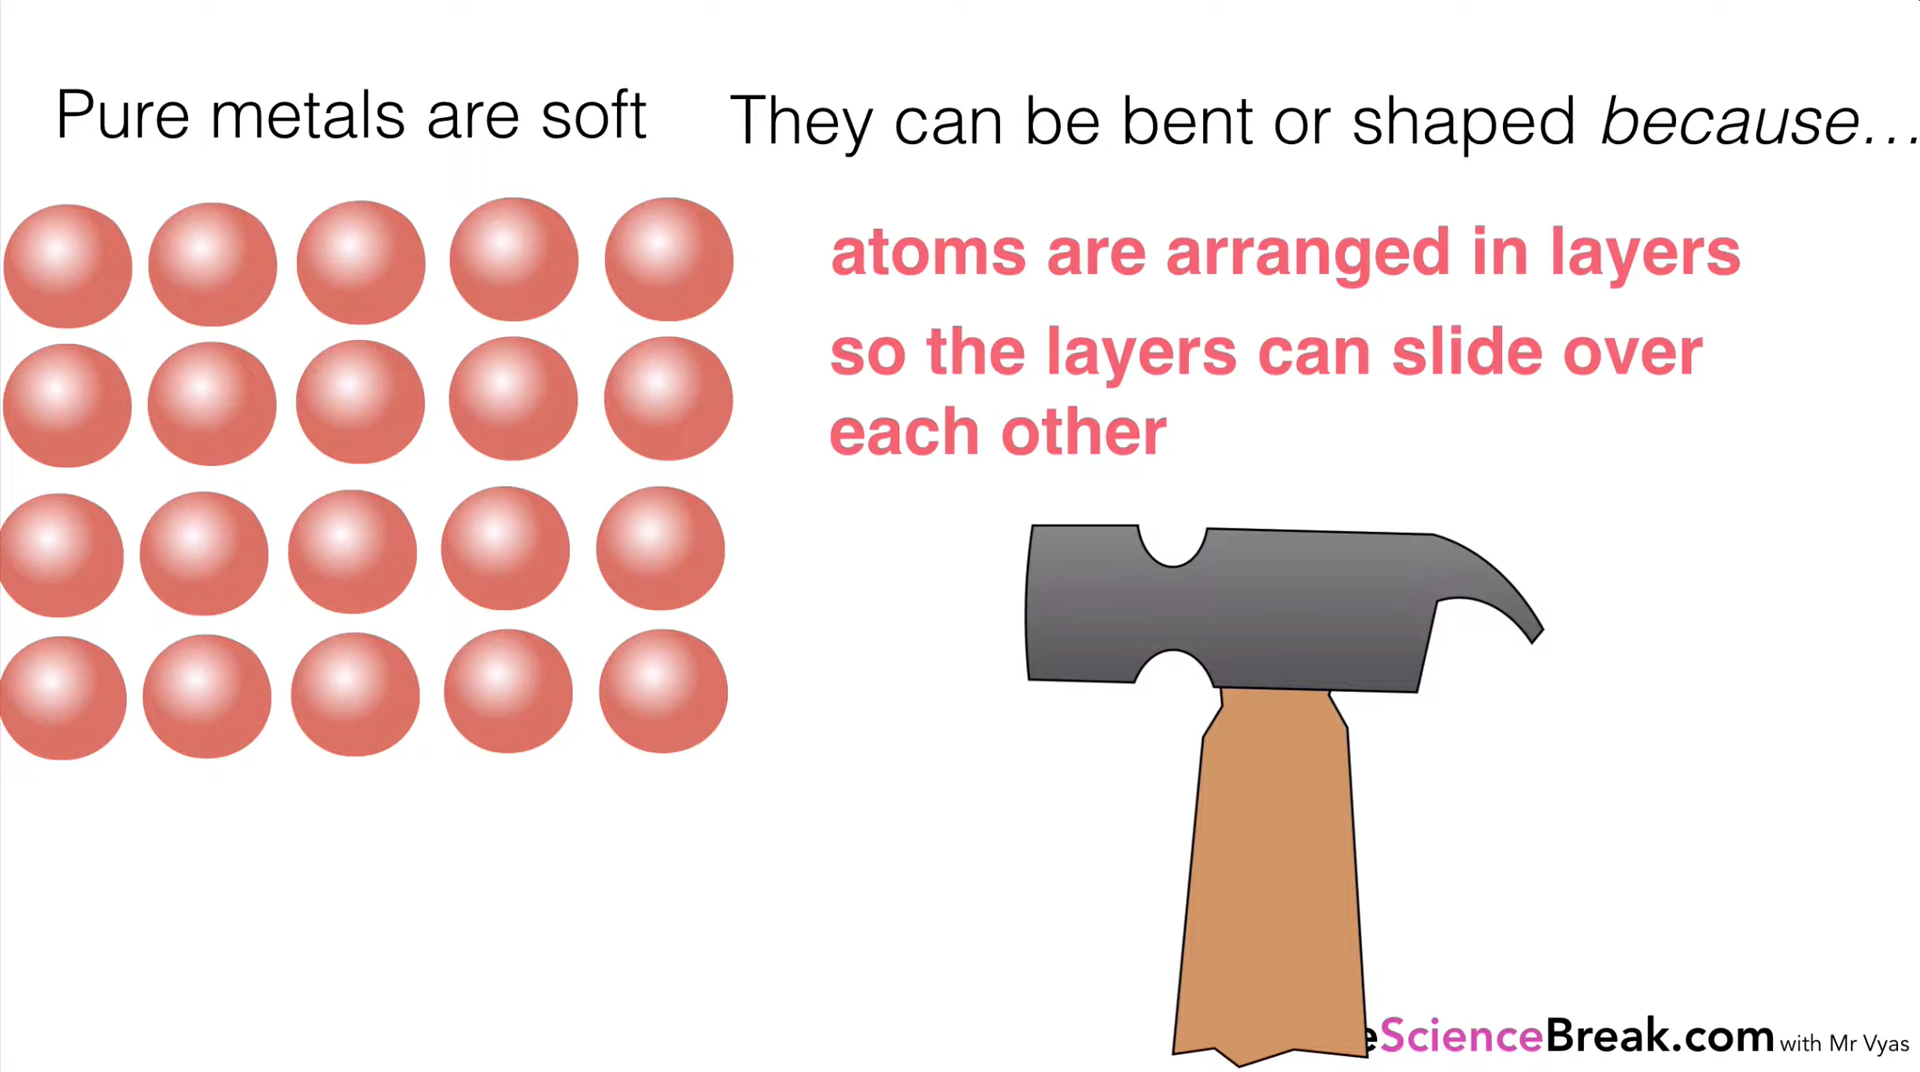 Pure metals are soft
They can be bent or shaped because…
atoms are arranged in layers
so the layers can slide over
each other
eScienceBreak.com with Mr Vyas